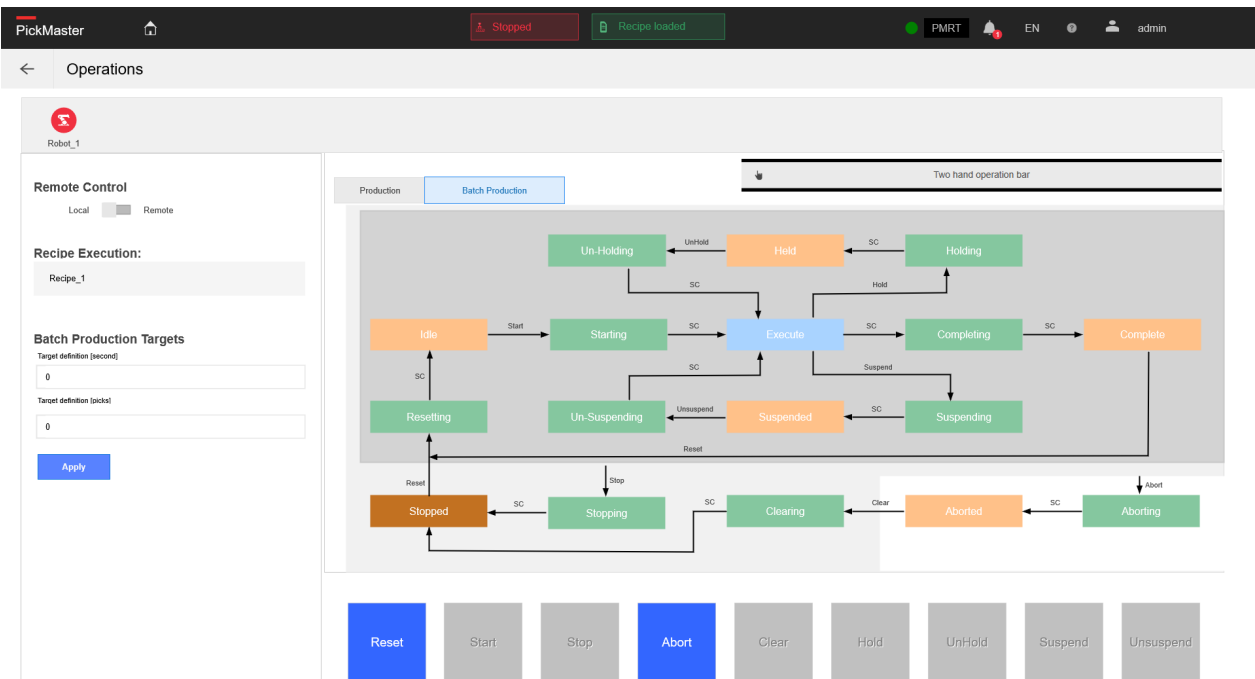 PickMaster
Stopped
Recipe loaded
PMRT
1
EN
?
admin
Operations
Robot_1
Remote Control
Local
Remote
Recipe Execution:
Recipe_1
Batch Production Targets
Target definition [second]
0
Target definition [picks]
0
Apply
Two hand operation bar
Production
Batch Production
Un-Holding
UnHold
Held
SC
Holding
SC
Hold
Idle
Start
Starting
SC
Execute
SC
Completing
SC
Complete
SC
SC
Suspend
Resetting
Un-Suspending
Unsuspend
Suspended
SC
Suspending
Reset
Reset
Stop
Abort
Stopped
SC
Stopping
SC
Clearing
Clear
Aborted
SC
Aborting
Reset
Start
Stop
Abort
Clear
Hold
UnHold
Suspend
Unsuspend